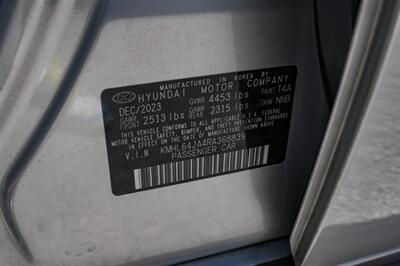 MANUFACTURED IN KOREA BY
HYUNDAI MOTOR COMPANY
DEC/2023 GVWR 4453 lbs PAINT T4A
GAWR FRONT 2513 lbs GAWR REAR 2315 lbs TRIM NNB
THIS VEHICLE CONFORMS TO ALL APPLICABLE U.S.A FEDERAL
MOTOR VEHICLE SAFETY, BUMPER, AND THEFT PREVENTION
STANDARDS IN EFFECT ON THE DATE OF MANUFACTURE SHOWN ABOVE.
V.I.N KMHL64JA4RA368839
PASSENGER CAR